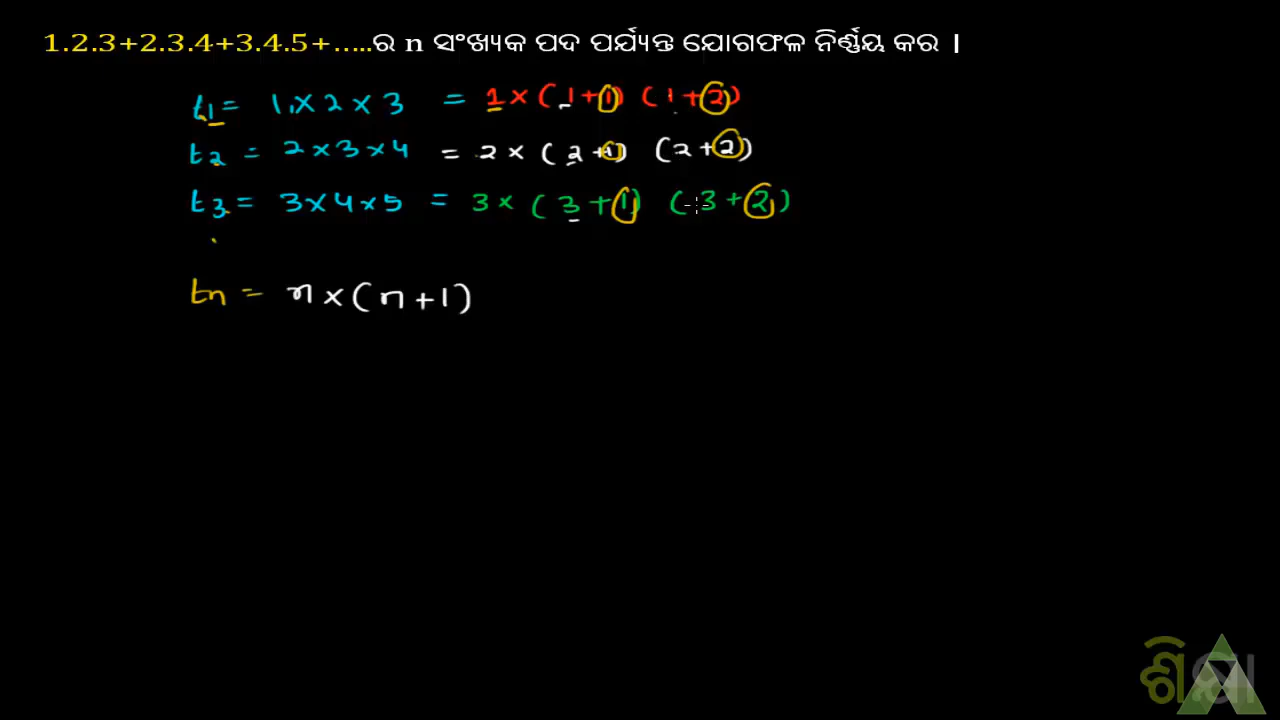 1.2.3+2.3.4+3.4.5+.....ର n ସଂଖ୍ୟକ ପଦ ପର୍ଯ୍ୟନ୍ତ ଯୋଗଫଳ ନିର୍ଣ୍ଣୟ କର ।
t1 = 1 × 2 × 3 = 1 × (1+1) (1+2)
t2 = 2 × 3 × 4 = 2 × (2+1) (2+2)
t3 = 3 × 4 × 5 = 3 × (3+1) (3+2)
tn = n × (n+1)